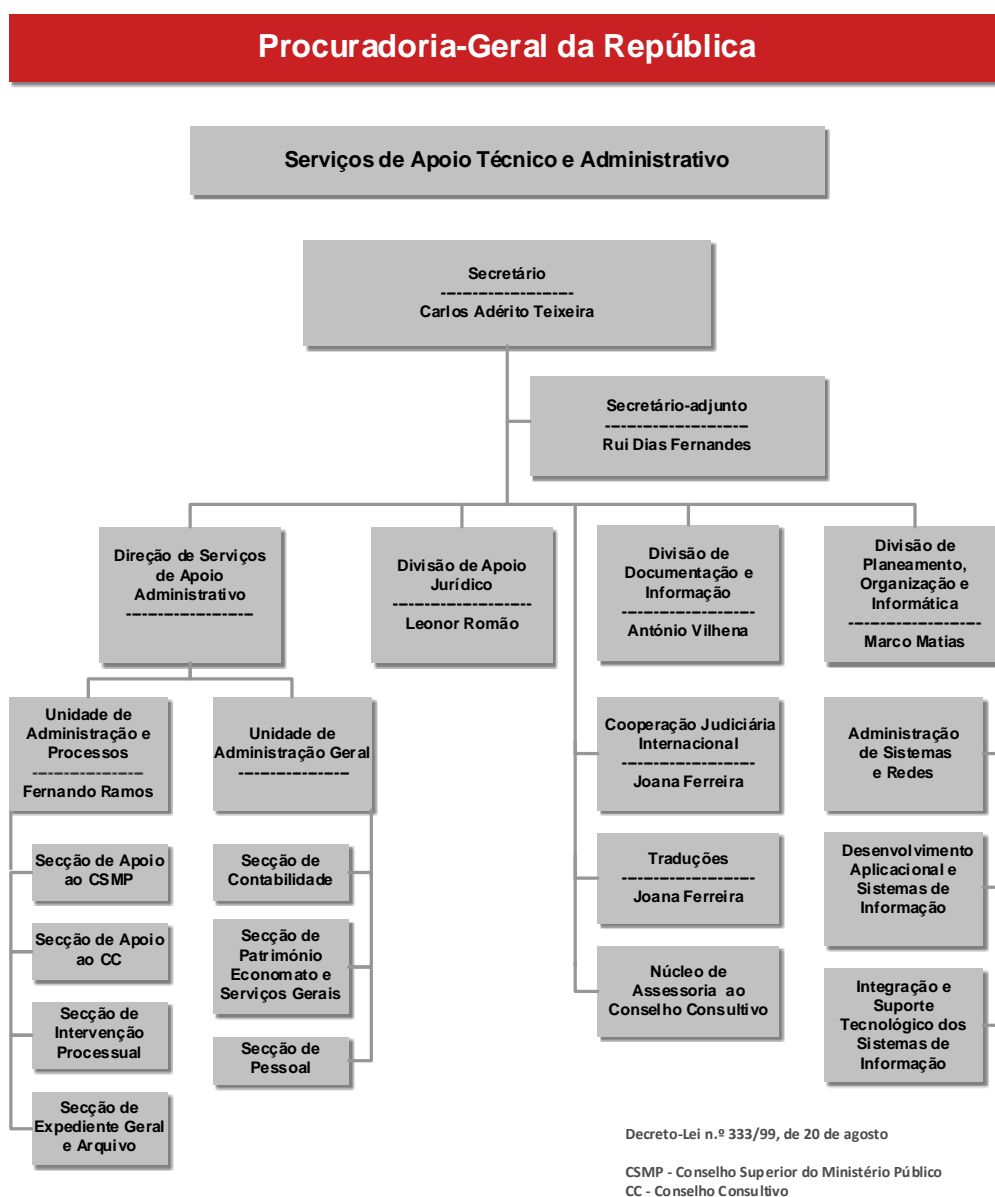 Procuradoria-Geral da República
Serviços de Apoio Técnico e Administrativo
Secretário
------------------------
Carlos Adérito Teixeira
Secretário-adjunto
--------------------------
Rui Dias Fernandes
Direção de Serviços
de Apoio
Administrativo
-----------------------
Divisão de Apoio
Jurídico
-------------------------
Leonor Romão
Divisão de
Documentação e
Informação
------------------------
António Vilhena
Divisão de
Planeamento,
Organização e
Informática
------------------------
Marco Matias
Unidade de
Administração e
Processos
--------------------
Fernando Ramos
Unidade de
Administração Geral
--------------------
Cooperação Judiciária
Internacional
------------------------
Joana Ferreira
Administração
de Sistemas
e Redes
Secção de Apoio
ao CSMP
Secção de
Contabilidade
Traduções
------------------------
Joana Ferreira
Desenvolvimento
Aplicacional e
Sistemas de
Informação
Secção de Apoio
ao CC
Secção de
Património
Economato e
Serviços Gerais
Núcleo de
Assessoria ao
Conselho Consultivo
Integração e
Suporte
Tecnológico dos
Sistemas de
Informação
Secção de
Intervenção
Processual
Secção de
Pessoal
Secção de
Expediente Geral
e Arquivo
Decreto-Lei n.º 333/99, de 20 de agosto
CSMP - Conselho Superior do Ministério Público
CC - Conselho Consultivo